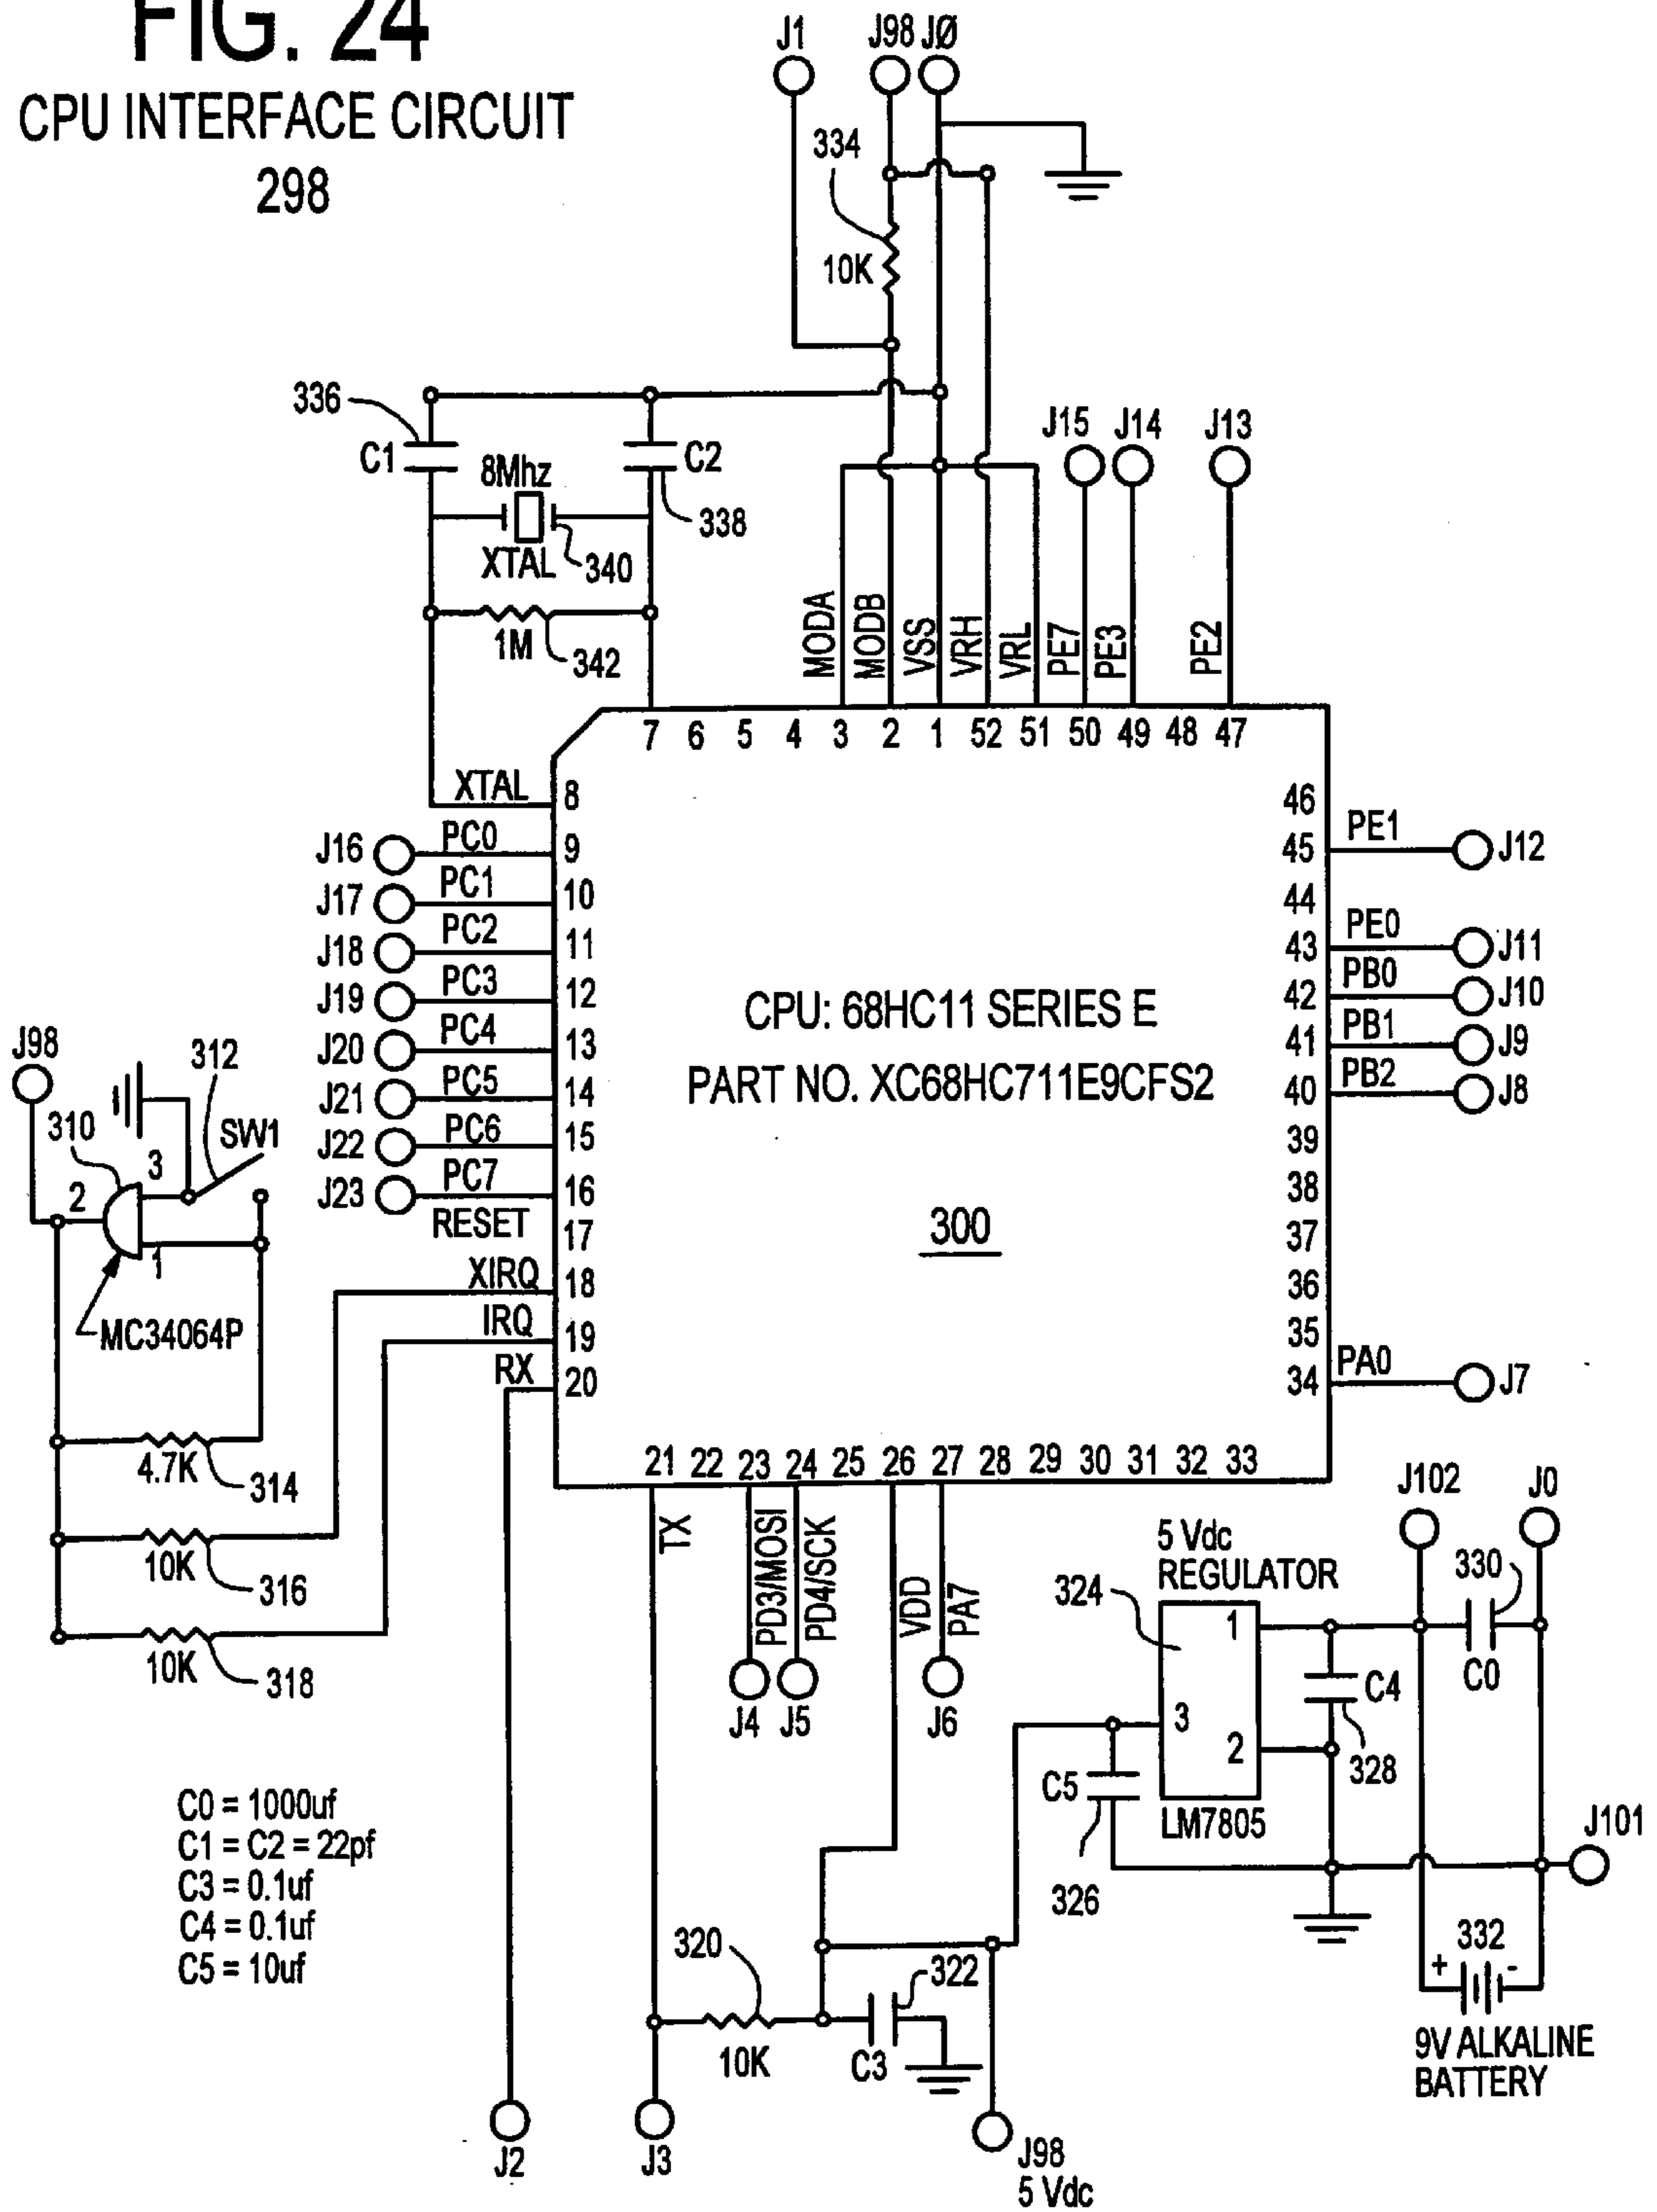 FIG. 24
CPU INTERFACE CIRCUIT
298
J1
J98
JØ
334
10K
336
C1
8Mhz
C2
338
XTAL
340
1M
342
J15
J14
J13
MODA
MODB
VSS
VRH
VRL
PE7
PE3
PE2
7 6 5 4 3 2 1 52 51 50 49 48 47
XTAL 8
J16 PC0 9
J17 PC1 10
J18 PC2 11
J19 PC3 12
J20 PC4 13
J21 PC5 14
J22 PC6 15
J23 PC7 16
RESET 17
XIRQ 18
IRQ 19
RX 20
46
45 PE1 J12
44
43 PE0 J11
42 PB0 J10
41 PB1 J9
40 PB2 J8
39
38
37
36
35
34 PA0 J7
CPU: 68HC11 SERIES E
PART NO. XC68HC711E9CFS2
300
J98
312
310
SW1
3
2
1
MC34064P
4.7K
314
10K
316
10K
318
21 22 23 24 25 26 27 28 29 30 31 32 33
TX
PD3/MOSI
PD4/SCK
VDD
PA7
J4
J5
J6
J102
J0
5 Vdc
REGULATOR
324
330
1
C0
C4
3
2
328
C5
LM7805
326
J101
332
+
-
9V ALKALINE
BATTERY
C0 = 1000uf
C1 = C2 = 22pf
C3 = 0.1uf
C4 = 0.1uf
C5 = 10uf
320
322
10K
C3
J2
J3
J98
5 Vdc